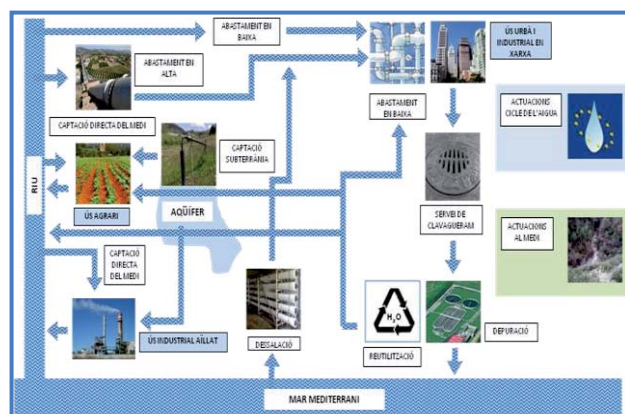 ABASTAMENT EN
BAIXA
ÚS URBÀ I
INDUSTRIAL EN
XARXA
ABASTAMENT
EN ALTA
ABASTAMENT
EN BAIXA
ACTUACIONS
CICLE DE L'AIGUA
CAPTACIÓ DIRECTA DEL MEDI
CAPTACIÓ
SUBTERRÀNIA
RIU
ÚS AGRARI
AQÜÍFER
SERVEI DE
CLAVAGUERAM
ACTUACIONS
AL MEDI
CAPTACIÓ
DIRECTA
DEL MEDI
H₂O
ÚS INDUSTRIAL AÏLLAT
DESSALACIÓ
REUTILITZACIÓ
DEPURACIÓ
MAR MEDITERRANI